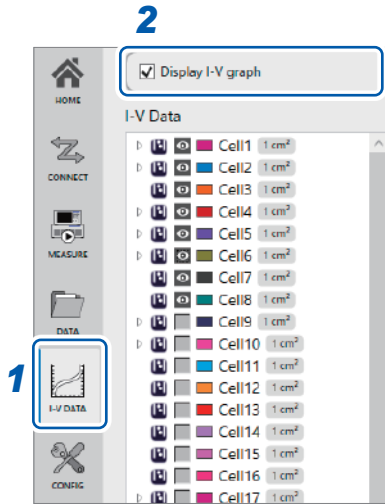 2
Display I-V graph
HOME
I-V Data
Cell1 1 cm²
Cell2 1 cm²
CONNECT
Cell3 1 cm²
Cell4 1 cm²
Cell5 1 cm²
MEASURE
Cell6 1 cm²
Cell7 1 cm²
Cell8 1 cm²
DATA
Cell9 1 cm²
Cell10 1 cm²
1
Cell11 1 cm²
I-V DATA
Cell12 1 cm²
Cell13 1 cm²
Cell14 1 cm²
Cell15 1 cm²
CONFIG
Cell16 1 cm²
Cell17 1 cm²